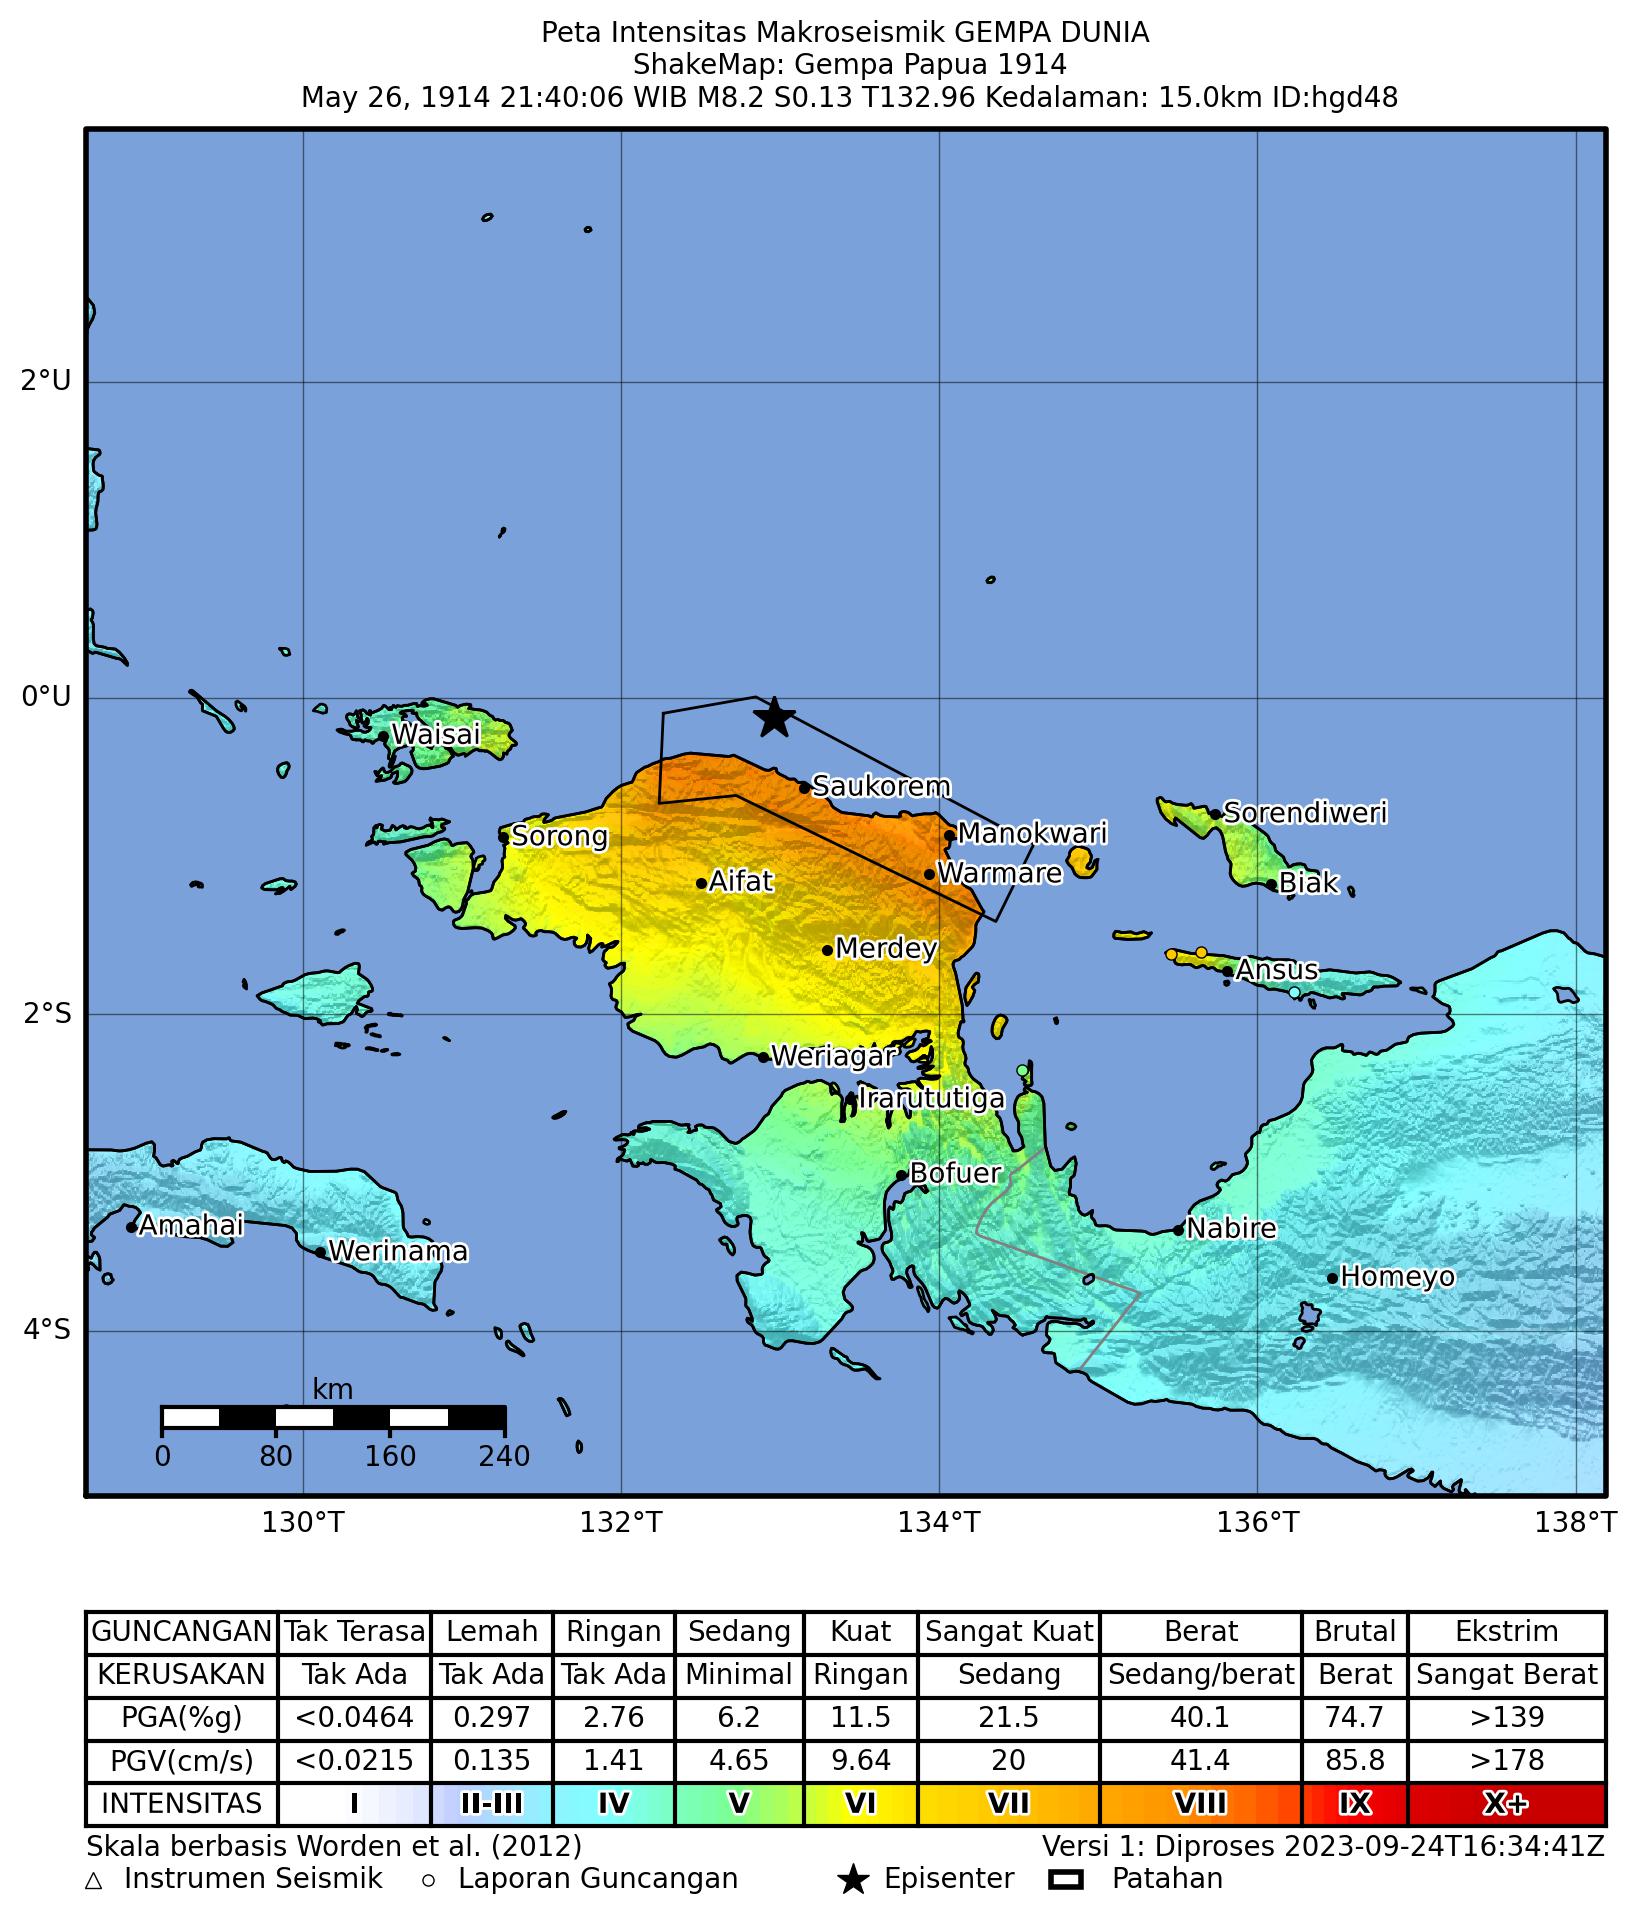 Peta Intensitas Makroseismik GEMPA DUNIA
ShakeMap: Gempa Papua 1914
May 26, 1914 21:40:06 WIB M8.2 S0.13 T132.96 Kedalaman: 15.0km ID:hgd48
2°U
0°U
Waisai
Saukorem
Sorendiweri
Sorong
Manokwari
Aifat
Warmare
Biak
Merdey
Ansus
2°S
Weriagar
Irarututiga
Bofuer
Amahai
Nabire
Werinama
Homeyo
4°S
km
0 80 160 240
130°T 132°T 134°T 136°T 138°T
GUNCANGAN Tak Terasa Lemah Ringan Sedang Kuat Sangat Kuat Berat Brutal Ekstrim
KERUSAKAN Tak Ada Tak Ada Tak Ada Minimal Ringan Sedang Sedang/berat Berat Sangat Berat
PGA(%g) <0.0464 0.297 2.76 6.2 11.5 21.5 40.1 74.7 >139
PGV(cm/s) <0.0215 0.135 1.41 4.65 9.64 20 41.4 85.8 >178
INTENSITAS I II-III IV V VI VII VIII IX X+
Skala berbasis Worden et al. (2012) Versi 1: Diproses 2023-09-24T16:34:41Z
Instrumen Seismik Laporan Guncangan Episenter Patahan